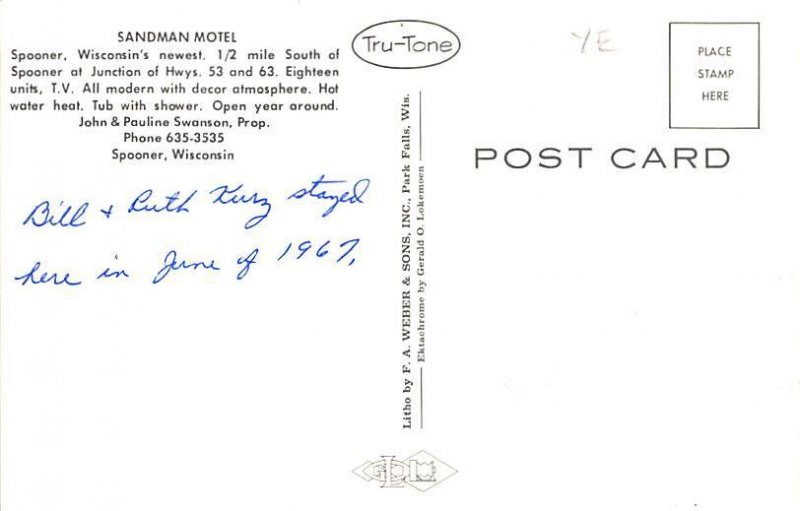 SANDMAN MOTEL
Spooner, Wisconsin's newest. 1/2 mile South of
Spooner at Junction of Hwys. 53 and 63. Eighteen
units, T.V. All modern with decor atmosphere. Hot
water heat. Tub with shower. Open year around.
John & Pauline Swanson, Prop.
Phone 635-3535
Spooner, Wisconsin
Bill + Ruth Kurz stayed
here in June of 1967.
Tru-Tone
Litho by F. A. WEBER & SONS, INC., Park Falls, Wis.
Ektachrome by Gerald O. Lokemoen
YE
PLACE
STAMP
HERE
POST CARD